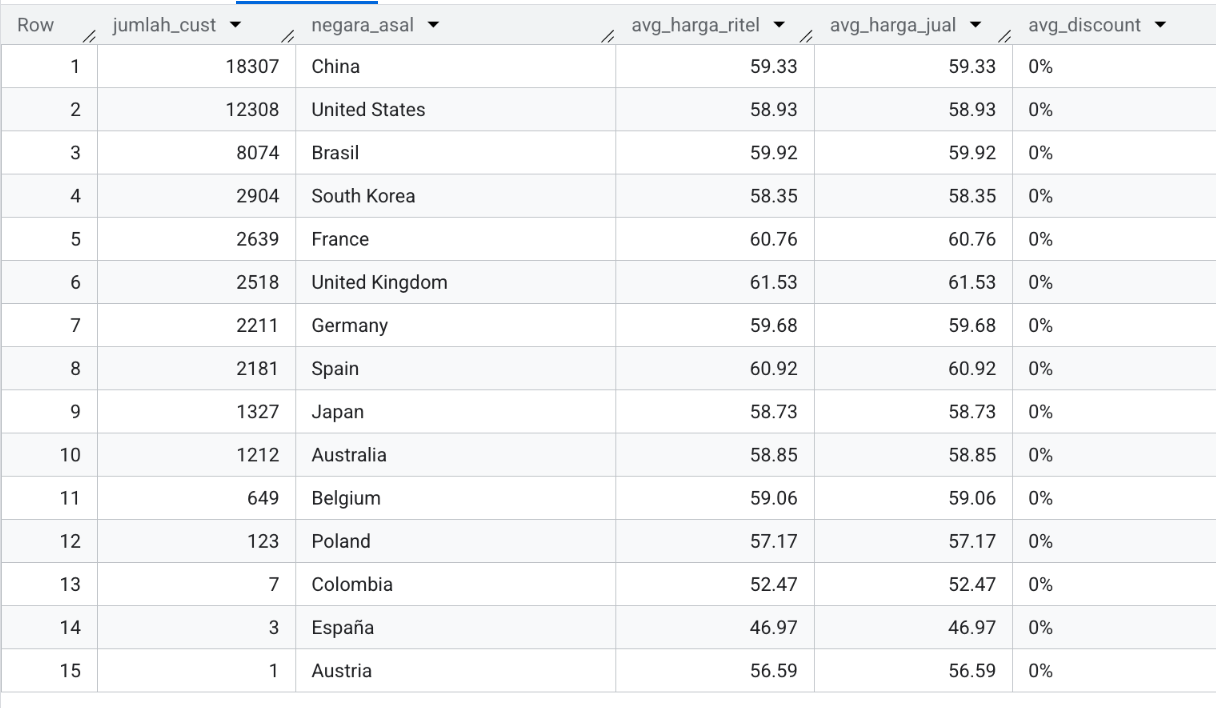 Row jumlah_cust negara_asal avg_harga_ritel avg_harga_jual avg_discount
1 18307 China 59.33 59.33 0%
2 12308 United States 58.93 58.93 0%
3 8074 Brasil 59.92 59.92 0%
4 2904 South Korea 58.35 58.35 0%
5 2639 France 60.76 60.76 0%
6 2518 United Kingdom 61.53 61.53 0%
7 2211 Germany 59.68 59.68 0%
8 2181 Spain 60.92 60.92 0%
9 1327 Japan 58.73 58.73 0%
10 1212 Australia 58.85 58.85 0%
11 649 Belgium 59.06 59.06 0%
12 123 Poland 57.17 57.17 0%
13 7 Colombia 52.47 52.47 0%
14 3 España 46.97 46.97 0%
15 1 Austria 56.59 56.59 0%